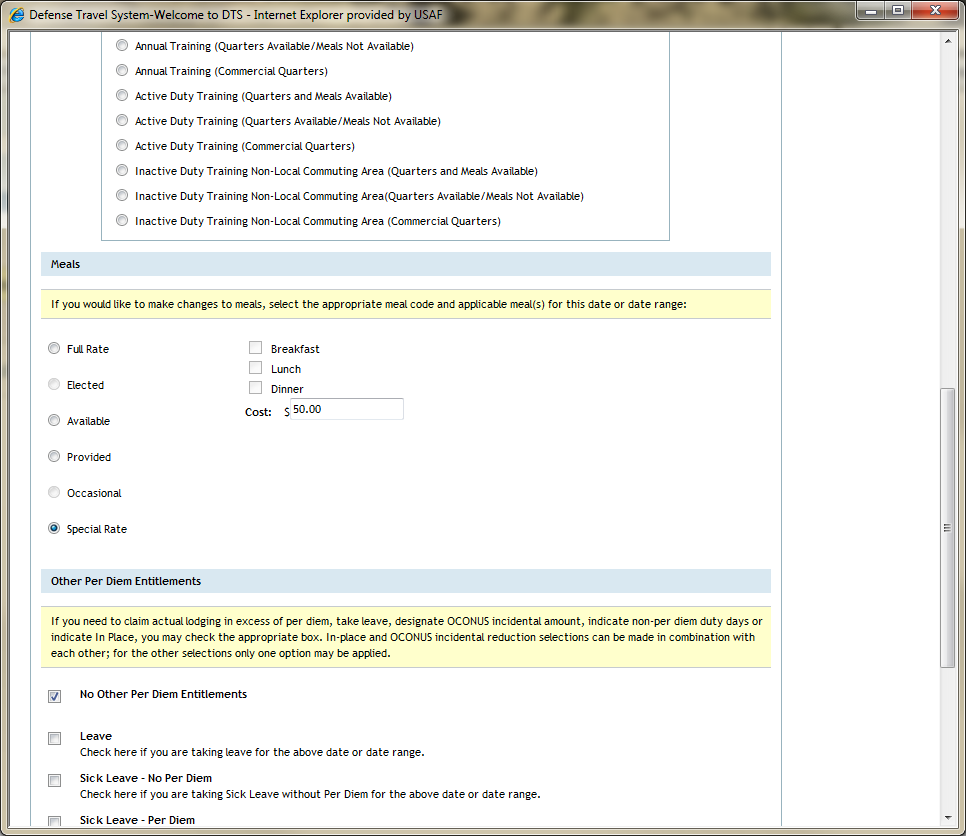 Defense Travel System-Welcome to DTS - Internet Explorer provided by USAF
Annual Training (Quarters Available/Meals Not Available)
Annual Training (Commercial Quarters)
Active Duty Training (Quarters and Meals Available)
Active Duty Training (Quarters Available/Meals Not Available)
Active Duty Training (Commercial Quarters)
Inactive Duty Training Non-Local Commuting Area (Quarters and Meals Available)
Inactive Duty Training Non-Local Commuting Area(Quarters Available/Meals Not Available)
Inactive Duty Training Non-Local Commuting Area (Commercial Quarters)
Meals
If you would like to make changes to meals, select the appropriate meal code and applicable meal(s) for this date or date range:
Full Rate
Elected
Available
Provided
Occasional
Special Rate
Breakfast
Lunch
Dinner
Cost: $ 50.00
Other Per Diem Entitlements
If you need to claim actual lodging in excess of per diem, take leave, designate OCONUS incidental amount, indicate non-per diem duty days or
indicate In Place, you may check the appropriate box. In-place and OCONUS incidental reduction selections can be made in combination with
each other; for the other selections only one option may be applied.
No Other Per Diem Entitlements
Leave
Check here if you are taking leave for the above date or date range.
Sick Leave - No Per Diem
Check here if you are taking Sick Leave without Per Diem for the above date or date range.
Sick Leave - Per Diem